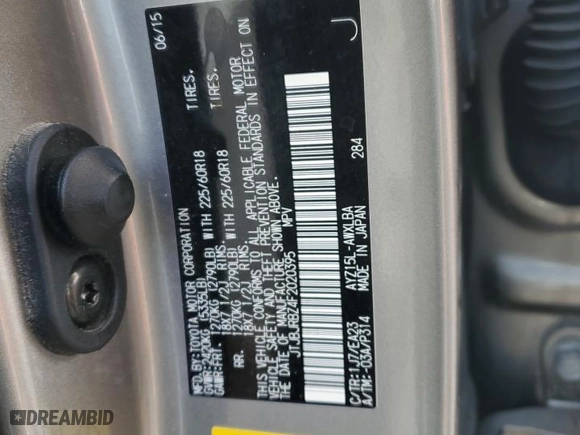 MFD.BY:TOYOTA MOTOR CORPORATION 06/15
GVWR:2420KG (5335LB)
GAWR:FRT. 1270KG (2790LB) WITH 225/60R18 TIRES.
18X7 1/2J RIMS.
RR. 1270KG (2790LB) WITH 225/60R18 TIRES.
18X7 1/2J RIMS.
THIS VEHICLE CONFORMS TO ALL APPLICABLE FEDERAL MOTOR
VEHICLE SAFETY AND THEFT PREVENTION STANDARDS IN EFFECT ON
THE DATE OF MANUFACTURE SHOWN ABOVE.
JTJBJRBZ4F2020395 MPV
C/TR:1J7/EA23 AYZ15L-AWXLBA 284 J
A/TM:-03A/P314 MADE IN JAPAN
DREAMBID